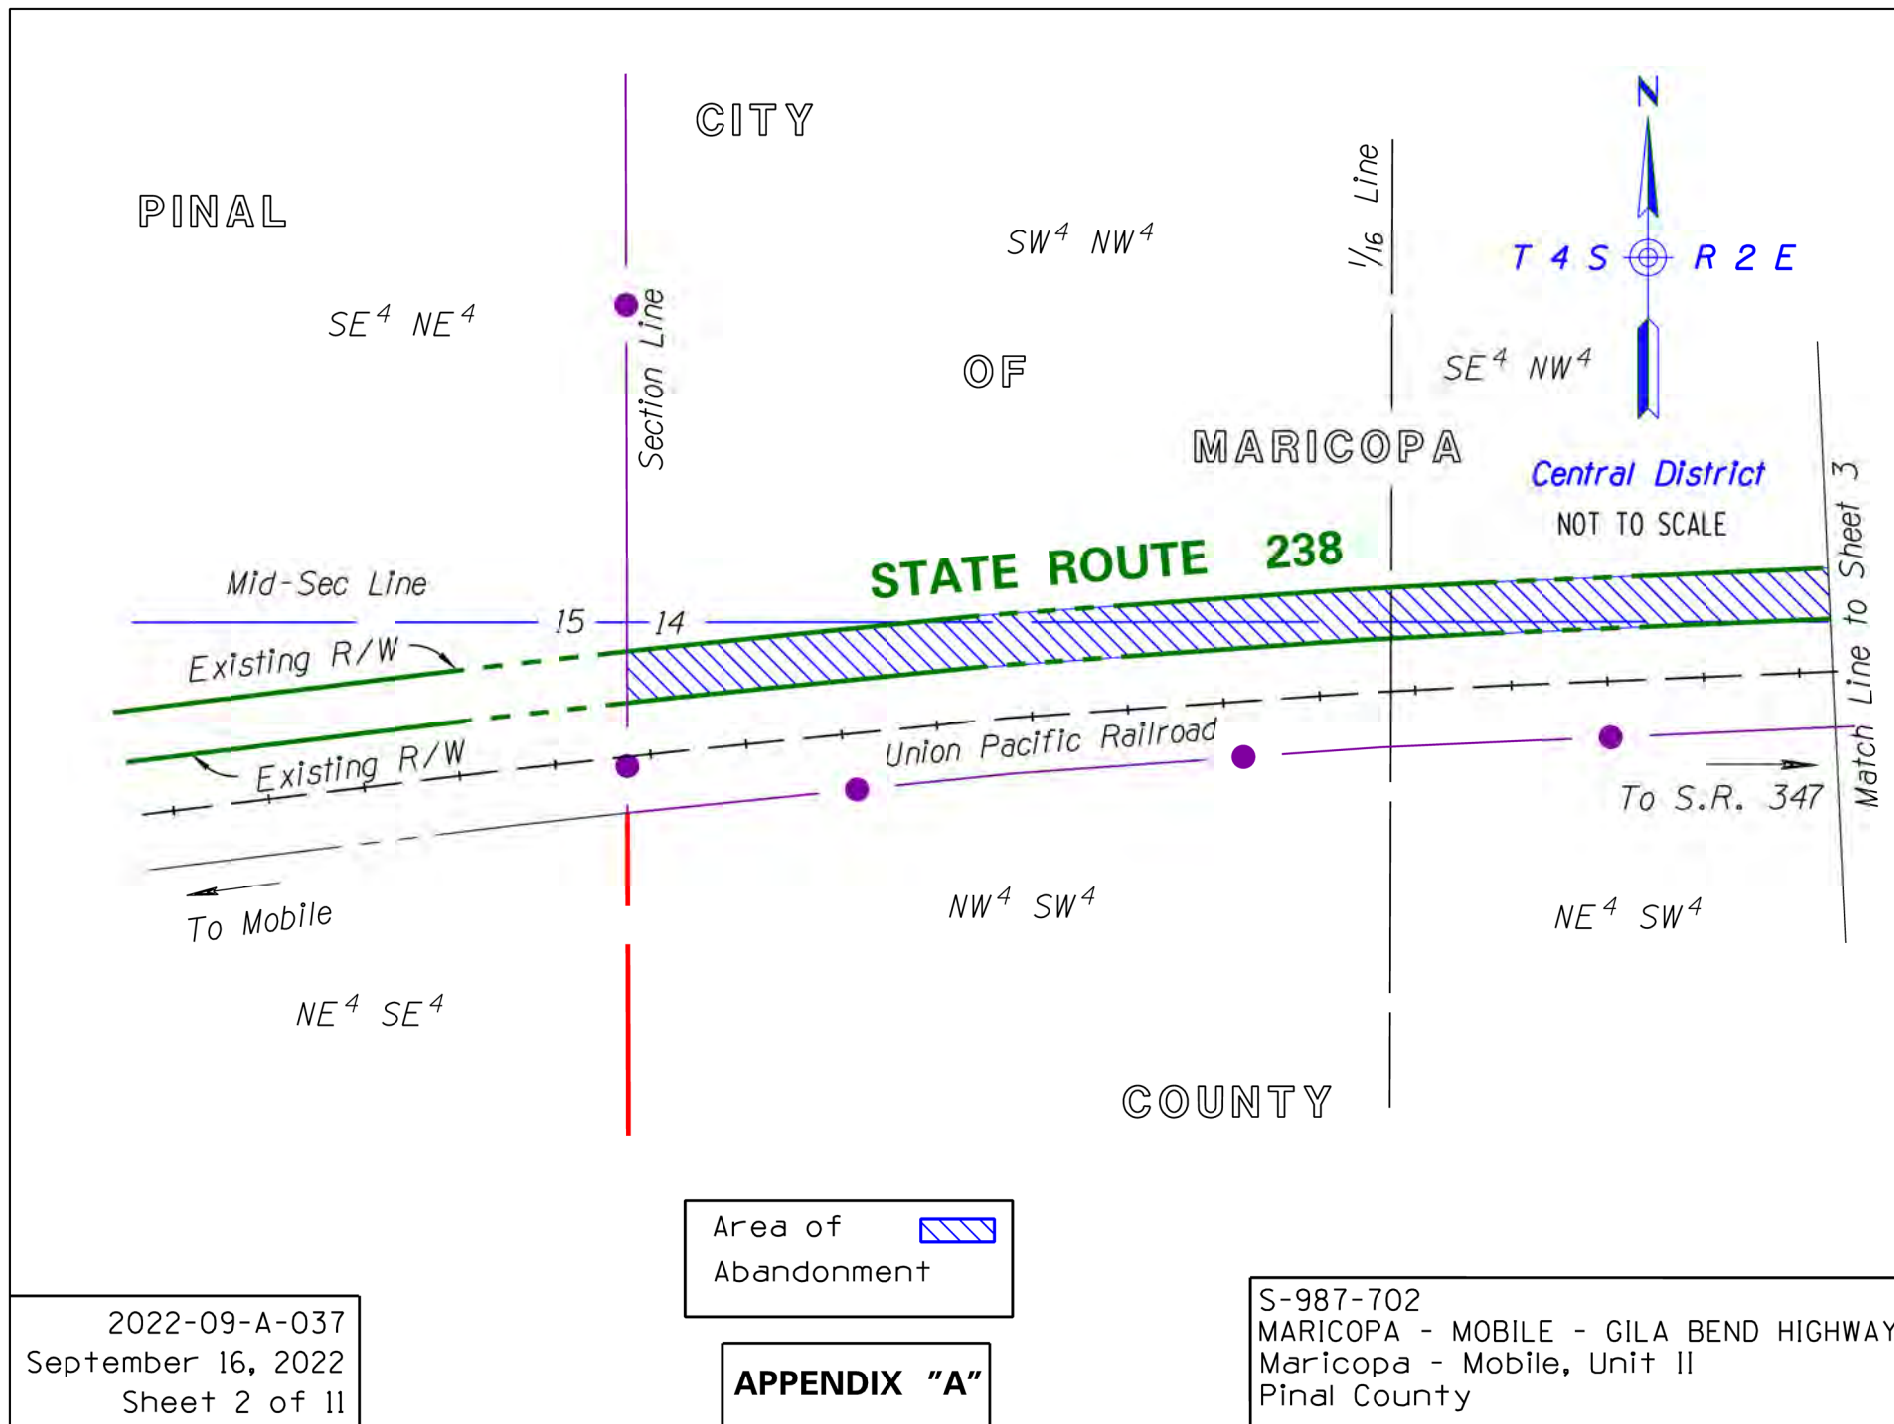 CITY
N
PINAL
SW⁴ NW⁴
1/16 Line
T 4 S
R 2 E
SE⁴ NE⁴
Section Line
OF
SE⁴ NW⁴
MARICOPA
Central District
NOT TO SCALE
STATE ROUTE 238
Match Line to Sheet 3
Mid-Sec Line
15
14
Existing R/W
Existing R/W
Union Pacific Railroad
To S.R. 347
To Mobile
NW⁴ SW⁴
NE⁴ SW⁴
NE⁴ SE⁴
COUNTY
Area of
Abandonment
2022-09-A-037
September 16, 2022
Sheet 2 of 11
APPENDIX "A"
S-987-702
MARICOPA - MOBILE - GILA BEND HIGHWAY
Maricopa - Mobile, Unit II
Pinal County